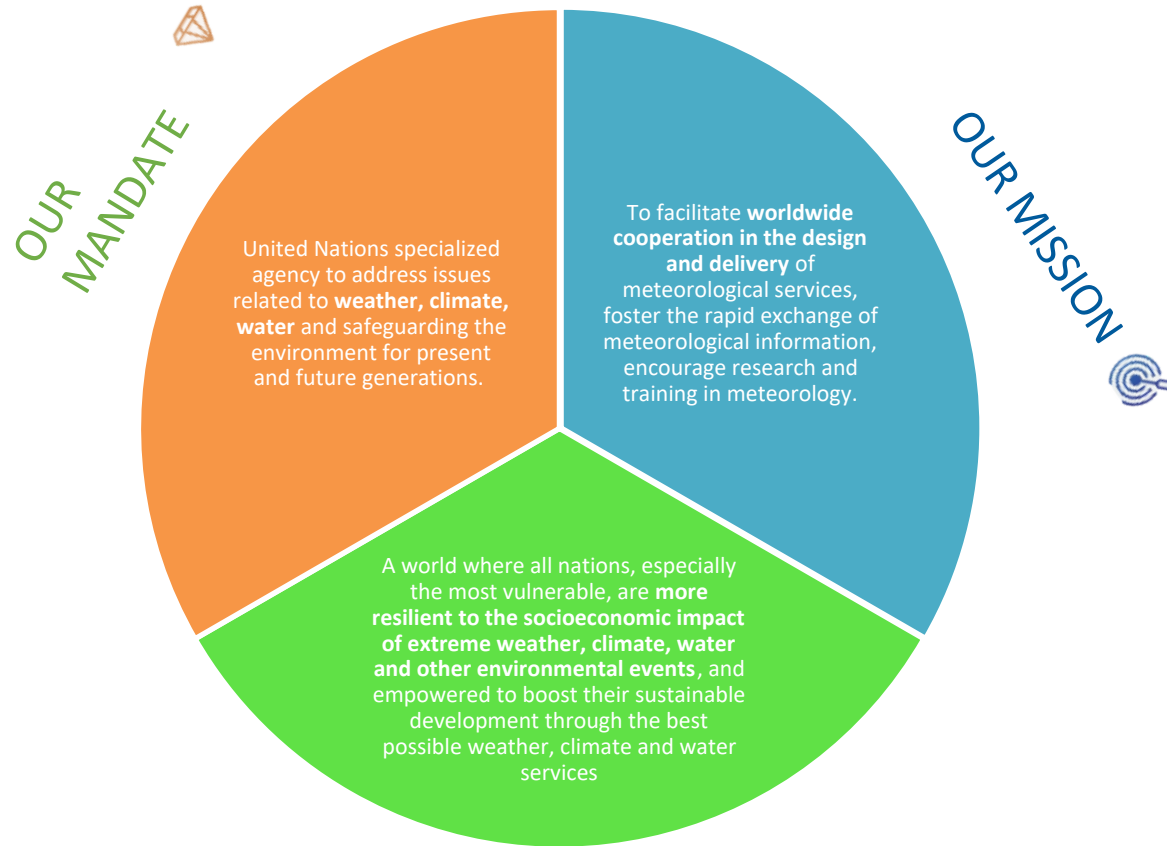 OUR
MANDATE
United Nations specialized
agency to address issues
related to weather, climate,
water and safeguarding the
environment for present
and future generations.
OUR MISSION
To facilitate worldwide
cooperation in the design
and delivery of
meteorological services,
foster the rapid exchange of
meteorological information,
encourage research and
training in meteorology.
A world where all nations, especially
the most vulnerable, are more
resilient to the socioeconomic impact
of extreme weather, climate, water
and other environmental events, and
empowered to boost their sustainable
development through the best
possible weather, climate and water
services